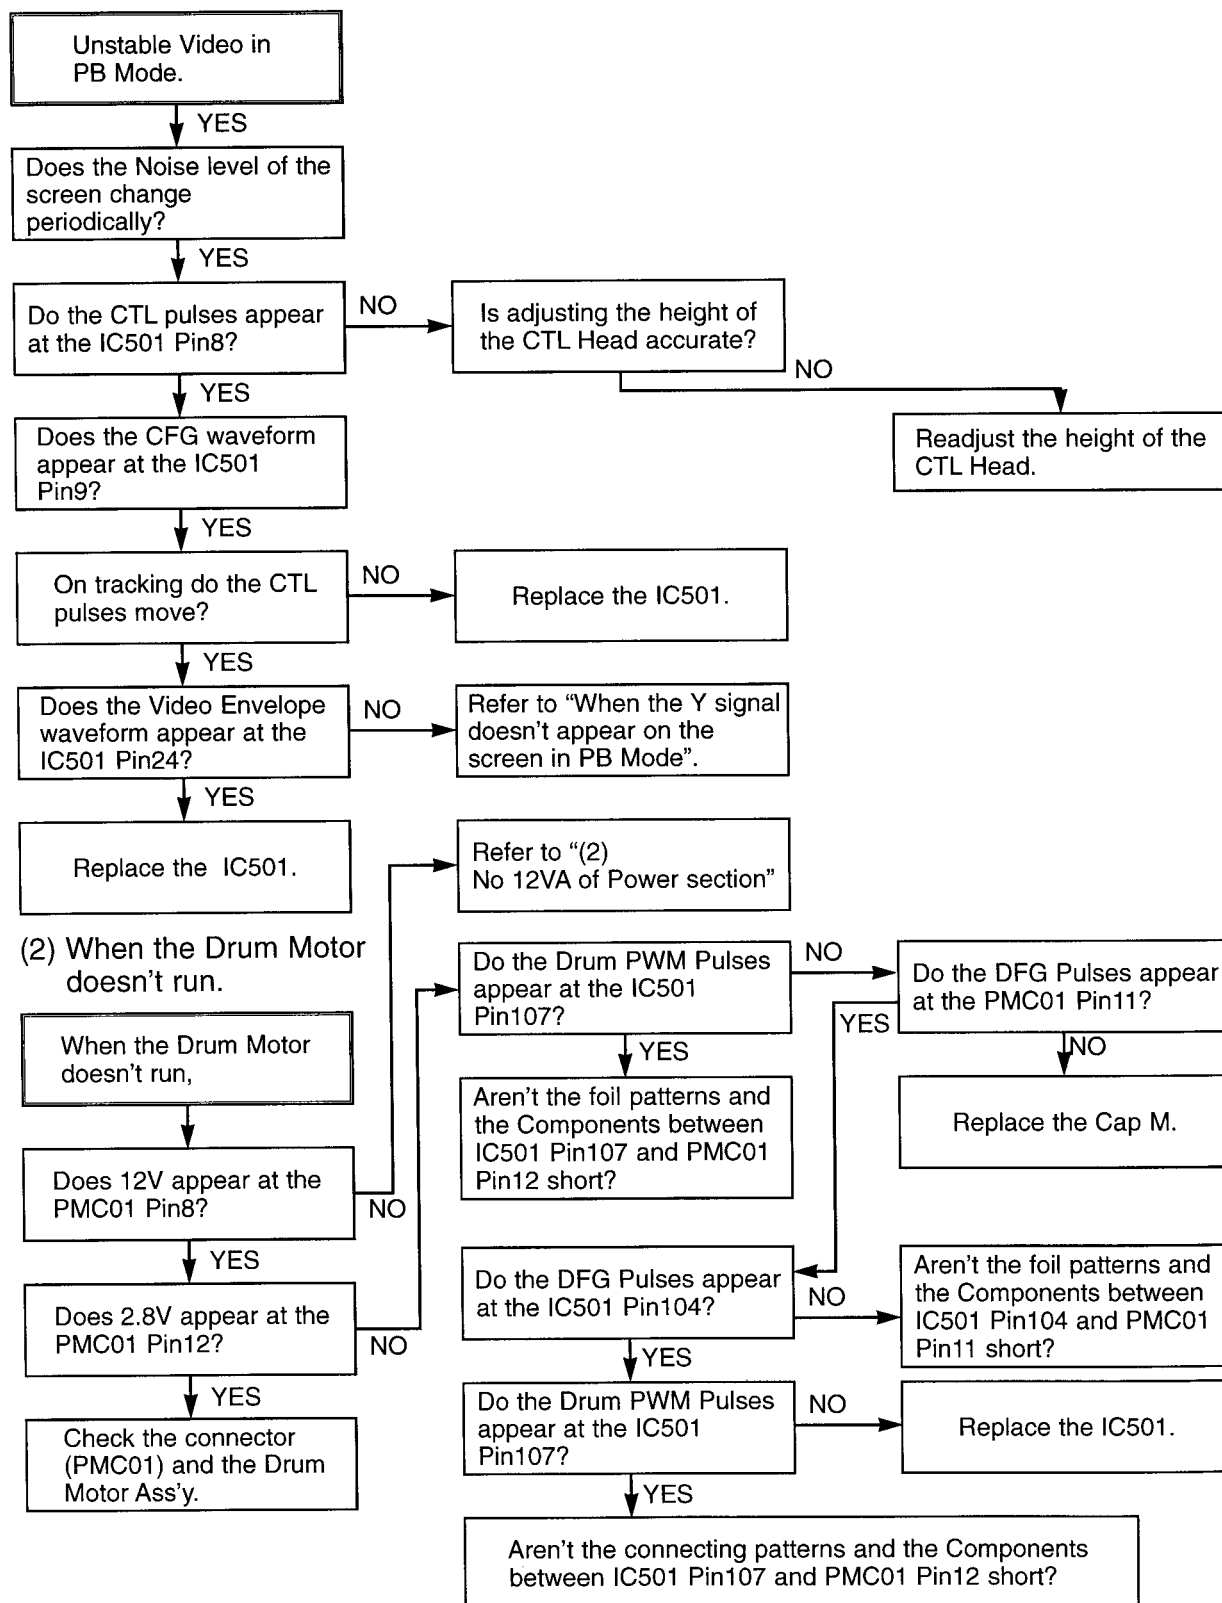 Unstable Video in
PB Mode.
YES
Does the Noise level of the
screen change
periodically?
YES
Do the CTL pulses appear
at the IC501 Pin8?
NO
Is adjusting the height of
the CTL Head accurate?
NO
Readjust the height of the
CTL Head.
YES
Does the CFG waveform
appear at the IC501
Pin9?
YES
On tracking do the CTL
pulses move?
NO
Replace the IC501.
YES
Does the Video Envelope
waveform appear at the
IC501 Pin24?
NO
Refer to “When the Y signal
doesn't appear on the
screen in PB Mode”.
YES
Replace the IC501.
Refer to “(2)
No 12VA of Power section”
(2) When the Drum Motor
doesn't run.
When the Drum Motor
doesn't run,
Does 12V appear at the
PMC01 Pin8?
NO
YES
Does 2.8V appear at the
PMC01 Pin12?
NO
YES
Check the connector
(PMC01) and the Drum
Motor Ass'y.
Do the Drum PWM Pulses
appear at the IC501
Pin107?
NO
Do the DFG Pulses appear
at the PMC01 Pin11?
YES
NO
Replace the Cap M.
YES
Aren't the foil patterns and
the Components between
IC501 Pin107 and PMC01
Pin12 short?
Do the DFG Pulses appear
at the IC501 Pin104?
NO
Aren't the foil patterns and
the Components between
IC501 Pin104 and PMC01
Pin11 short?
YES
Do the Drum PWM Pulses
appear at the IC501
Pin107?
NO
Replace the IC501.
YES
Aren't the connecting patterns and the Components
between IC501 Pin107 and PMC01 Pin12 short?